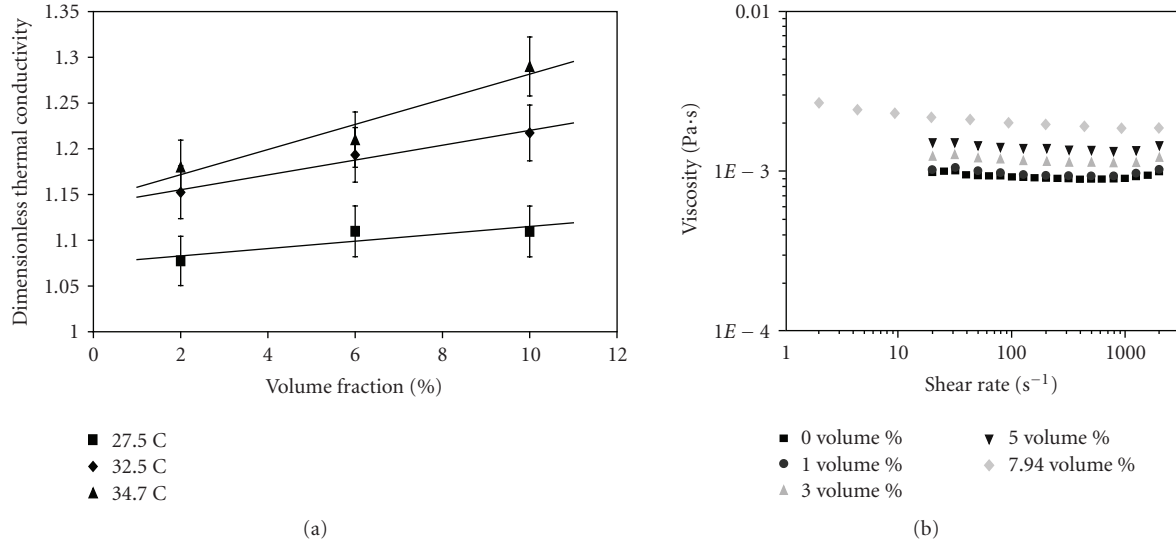 Dimensionless thermal conductivity
1.35
1.3
1.25
1.2
1.15
1.1
1.05
1
0 2 4 6 8 10 12
Volume fraction (%)
27.5 C
32.5 C
34.7 C
(a)
Viscosity (Pa·s)
0.01
1E−3
1E−4
1 10 100 1000
Shear rate (s−1)
0 volume %
1 volume %
3 volume %
5 volume %
7.94 volume %
(b)